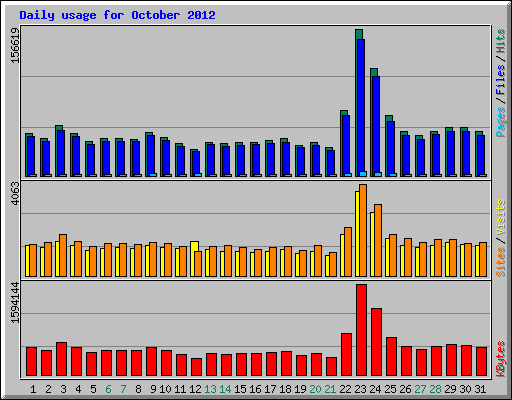 Daily usage for October 2012
156619
Pages / Files / Hits
4063
Sites / Visits
1594144
KBytes
1 2 3 4 5 6 7 8 9 10 11 12 13 14 15 16 17 18 19 20 21 22 23 24 25 26 27 28 29 30 31